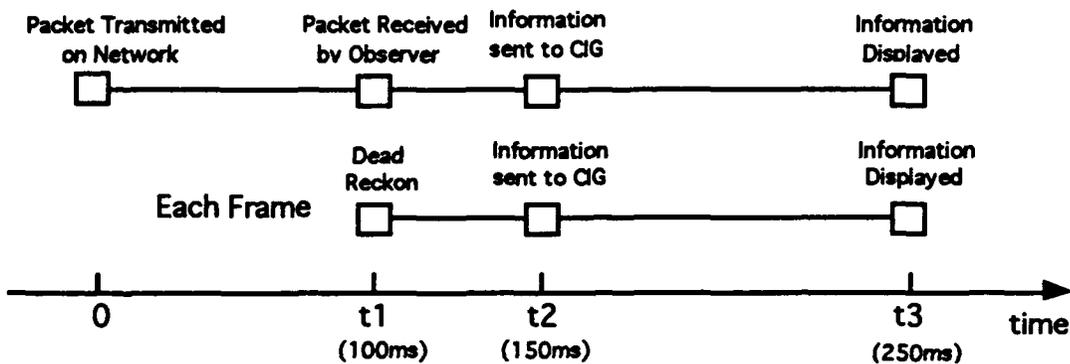 Packet Transmitted
on Network
Packet Received
by Observer
Information
sent to CIG
Information
Displayed
Each Frame
Dead
Reckon
Information
sent to CIG
Information
Displayed
0
t1
(100ms)
t2
(150ms)
t3
(250ms)
time